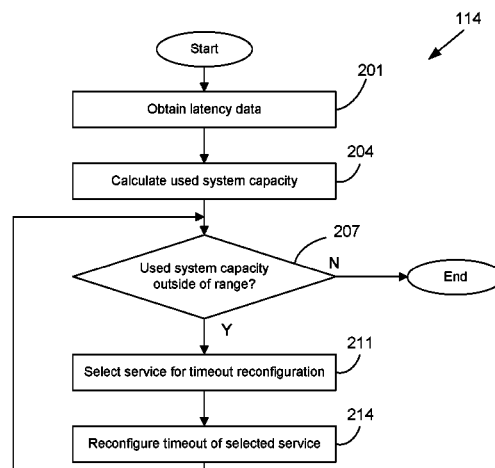 114
Start
201
Obtain latency data
204
Calculate used system capacity
207
Used system capacity
outside of range?
N
End
Y
211
Select service for timeout reconfiguration
214
Reconfigure timeout of selected service